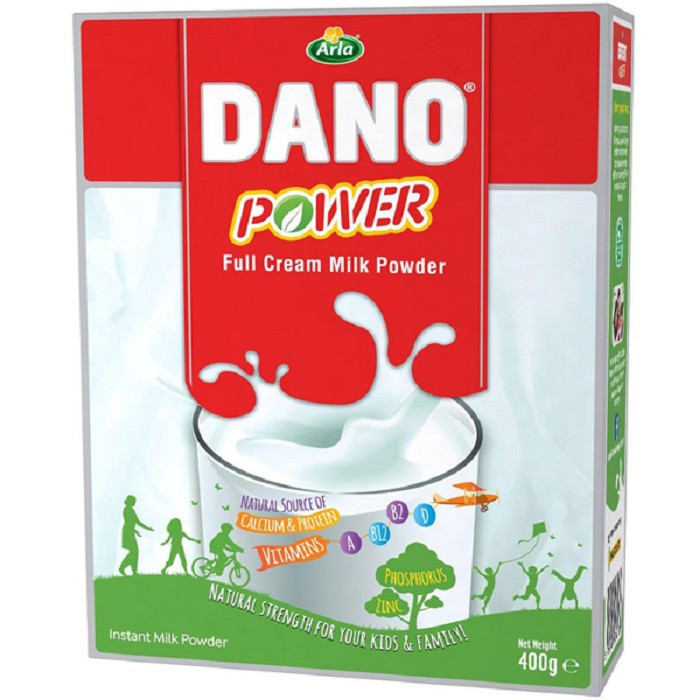 Arla
DANO®
POWER
Full Cream Milk Powder
NATURAL SOURCE OF
CALCIUM & PROTEIN
VITAMINS A B12 B2 D
PHOSPHORUS
ZINC
NATURAL STRENGTH FOR YOUR KIDS & FAMILY!
Instant Milk Powder
Net Weight
400g ℮